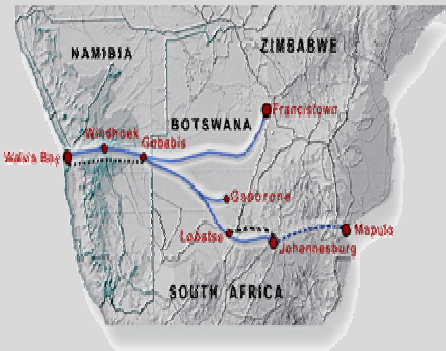 NAMIBIA
ZIMBABWE
BOTSWANA
Francistown
Windhoek
Gobabis
Walvis Bay
Gaborone
Lobatse
Johannesburg
Maputo
SOUTH AFRICA